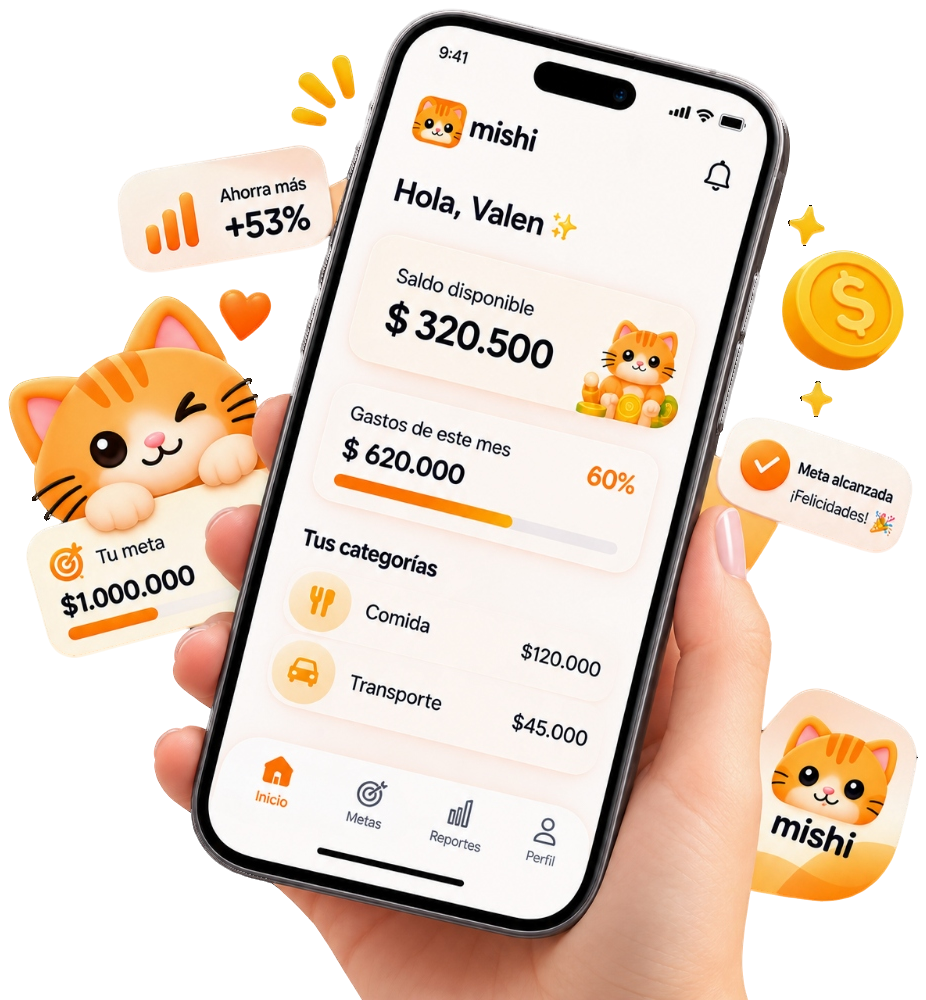 9:41
mishi
Hola, Valen
Saldo disponible
$ 320.500
Gastos de este mes
$ 620.000
60%
Tus categorías
Comida
$120.000
Transporte
$45.000
Inicio
Metas
Reportes
Perfil
Ahorra más
+53%
Tu meta
$1.000.000
$
Meta alcanzada
¡Felicidades!
mishi